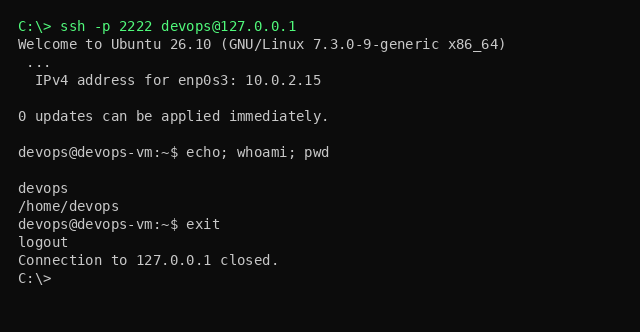 C:\> ssh -p 2222 devops@127.0.0.1
Welcome to Ubuntu 26.10 (GNU/Linux 7.3.0-9-generic x86_64)
 ...
  IPv4 address for enp0s3: 10.0.2.15

0 updates can be applied immediately.

devops@devops-vm:~$ echo; whoami; pwd

devops
/home/devops
devops@devops-vm:~$ exit
logout
Connection to 127.0.0.1 closed.
C:\>